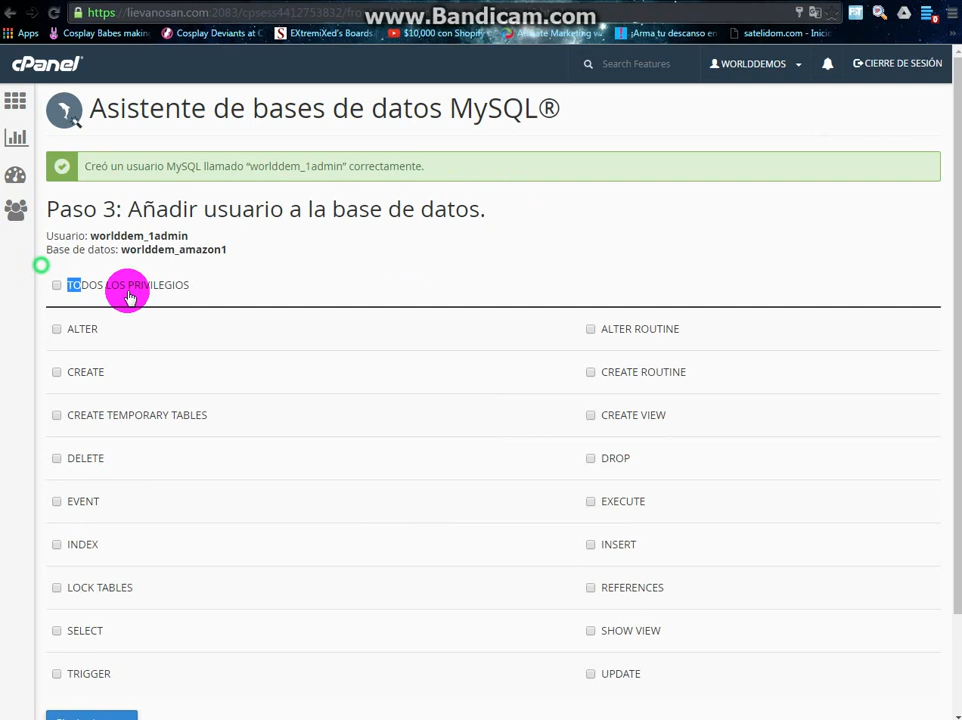 www.Bandicam.com
https://lievanosan.com:2083/cpsess4412753832/fro
Apps Cosplay Babes making Cosplay Deviants at C EXtremiXed's Boards $10,000 con Shopify Affiliate Marketing v ¡Arma tu descanso en satelidom.com - Inicio
cPanel Search Features WORLDDEMOS CIERRE DE SESIÓN
Asistente de bases de datos MySQL®
Creó un usuario MySQL llamado “worlddem_1admin” correctamente.
Paso 3: Añadir usuario a la base de datos.
Usuario: worlddem_1admin
Base de datos: worlddem_amazon1
TODOS LOS PRIVILEGIOS
ALTER ALTER ROUTINE
CREATE CREATE ROUTINE
CREATE TEMPORARY TABLES CREATE VIEW
DELETE DROP
EVENT EXECUTE
INDEX INSERT
LOCK TABLES REFERENCES
SELECT SHOW VIEW
TRIGGER UPDATE